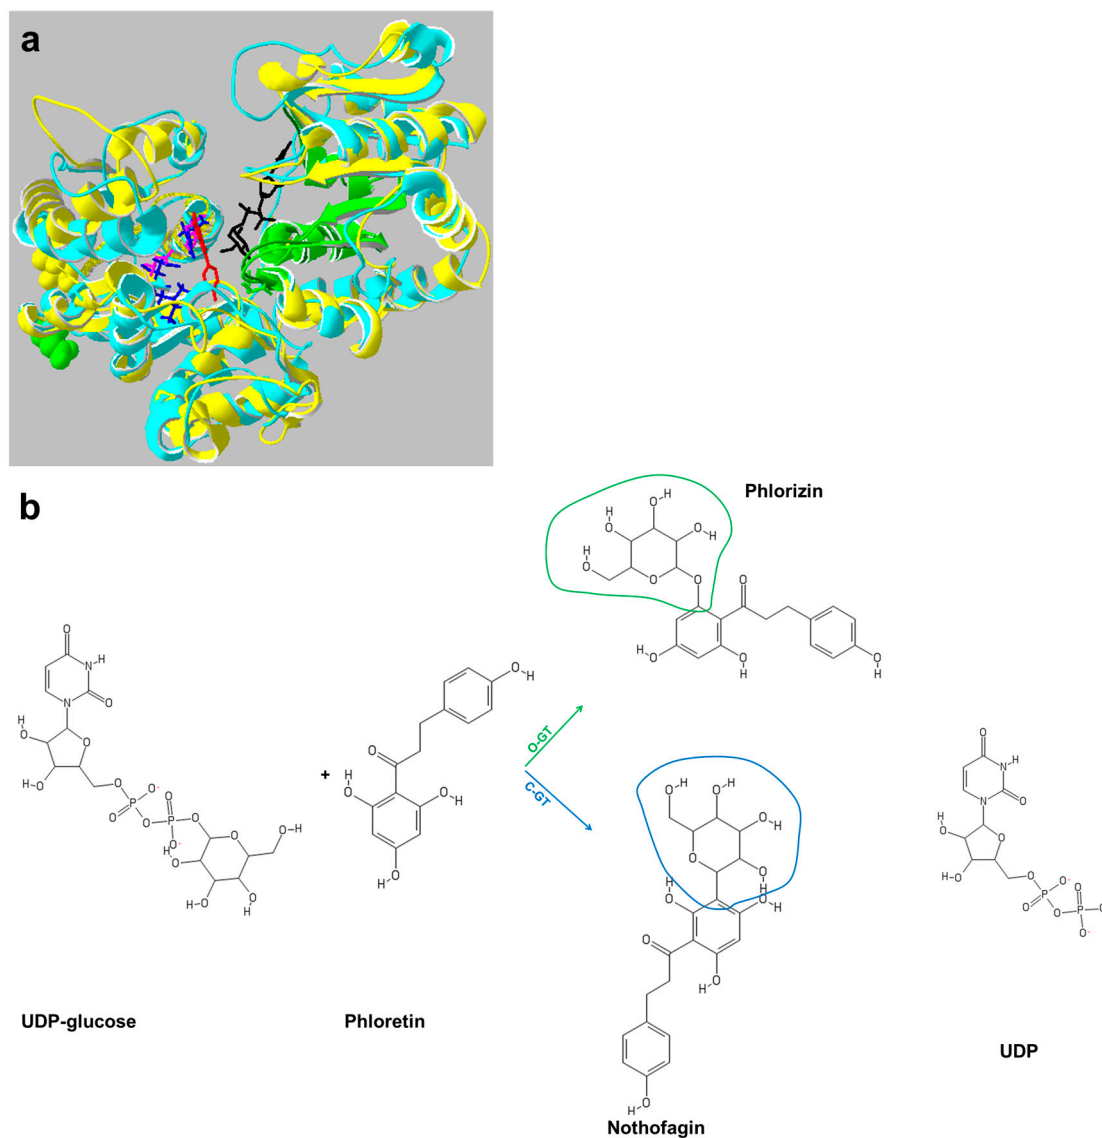 a
b
Phlorizin
O-GT
+
C-GT
UDP-glucose
Phloretin
UDP
Nothofagin